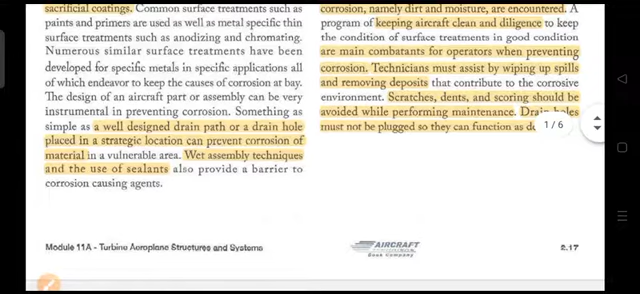 sacrificial coatings. Common surface treatments such as
paints and primers are used as well as metal specific thin
surface treatments such as anodizing and chromating.
Numerous similar surface treatments have been
developed for specific metals in specific applications all
of which endeavor to keep the causes of corrosion at bay.
The design of an aircraft part or assembly can be very
instrumental in preventing corrosion. Something as
simple as a well designed drain path or a drain hole
placed in a strategic location can prevent corrosion of
material in a vulnerable area. Wet assembly techniques
and the use of sealants also provide a barrier to
corrosion causing agents.
corrosion, namely dirt and moisture, are encountered. A
program of keeping aircraft clean and diligence to keep
the condition of surface treatments in good condition
are main combatants for operators when preventing
corrosion. Technicians must assist by wiping up spills
and removing deposits that contribute to the corrosive
environment. Scratches, dents, and scoring should be
avoided while performing maintenance. Drain holes
must not be plugged so they can function as
1/6
Module 11A - Turbine Aeroplane Structures and Systems
AIRCRAFT
Book Company
2.17